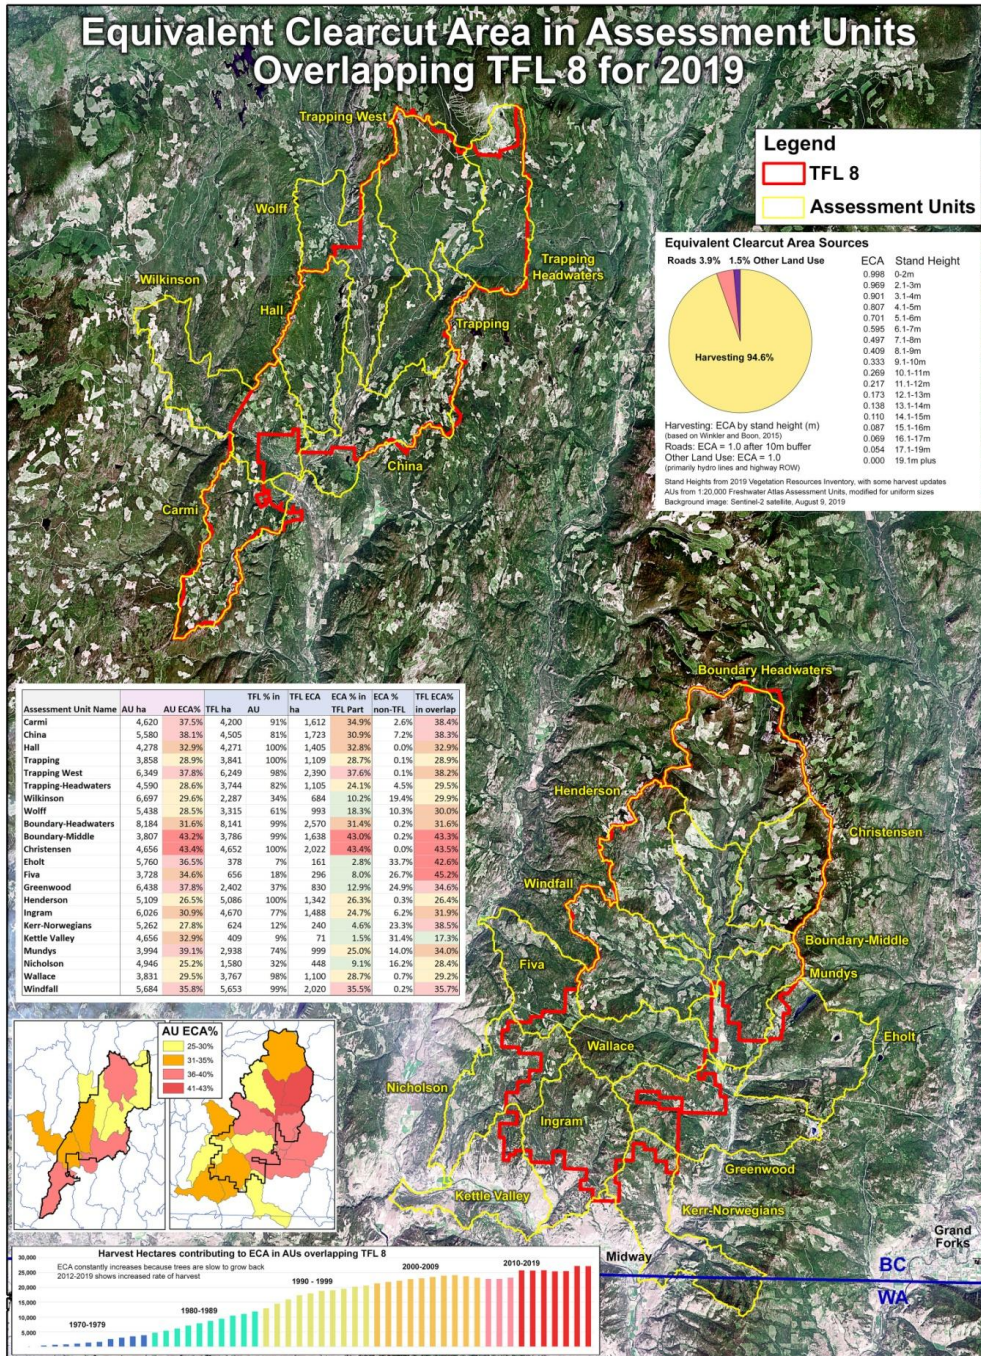 Equivalent Clearcut Area in Assessment Units
Overlapping TFL 8 for 2019
Legend
TFL 8
Assessment Units
Trapping West
Wolff
Wilkinson
Hall
Trapping
Headwaters
Trapping
China
Carmi
Equivalent Clearcut Area Sources
Roads 3.9% 1.5% Other Land Use
Harvesting 94.6%
Harvesting: ECA by stand height (m)
(based on Winkler and Boon, 2015)
Roads: ECA = 1.0 after 10m buffer
Other Land Use: ECA = 1.0
(primarily hydro lines and highway ROW)
ECA Stand Height
0.998 0-2m
0.969 2.1-3m
0.901 3.1-4m
0.807 4.1-5m
0.701 5.1-6m
0.595 6.1-7m
0.497 7.1-8m
0.409 8.1-9m
0.333 9.1-10m
0.269 10.1-11m
0.217 11.1-12m
0.173 12.1-13m
0.138 13.1-14m
0.110 14.1-15m
0.087 15.1-16m
0.069 16.1-17m
0.054 17.1-19m
0.000 19.1m plus
Stand Heights from 2019 Vegetation Resources Inventory, with some harvest updates
AUs from 1:20,000 Freshwater Atlas Assessment Units, modified for uniform sizes
Background image: Sentinel-2 satellite, August 9, 2019
Assessment Unit Name AU ha AU ECA% TFL ha TFL % in AU TFL ECA ha ECA % in TFL Part ECA % non-TFL TFL ECA% in overlap
Carmi 4,620 37.5% 4,200 91% 1,612 34.9% 2.6% 38.4%
China 5,580 38.1% 4,505 81% 1,723 30.9% 7.2% 38.3%
Hall 4,278 32.9% 4,271 100% 1,405 32.8% 0.0% 32.9%
Trapping 3,858 28.9% 3,841 100% 1,109 28.7% 0.1% 28.9%
Trapping West 6,349 37.8% 6,249 98% 2,390 37.6% 0.1% 38.2%
Trapping-Headwaters 4,590 28.6% 3,744 82% 1,105 24.1% 4.5% 29.5%
Wilkinson 6,697 29.6% 2,287 34% 684 10.2% 19.4% 29.9%
Wolff 5,438 28.5% 3,315 61% 993 18.3% 10.3% 30.0%
Boundary-Headwaters 8,184 31.6% 8,141 99% 2,570 31.4% 0.2% 31.6%
Boundary-Middle 3,807 43.2% 3,786 99% 1,638 43.0% 0.2% 43.3%
Christensen 4,656 43.4% 4,652 100% 2,022 43.4% 0.0% 43.5%
Eholt 5,760 36.5% 378 7% 161 2.8% 33.7% 42.6%
Fiva 3,728 34.6% 656 18% 296 8.0% 26.7% 45.2%
Greenwood 6,438 37.8% 2,402 37% 830 12.9% 24.9% 34.6%
Henderson 5,109 26.5% 5,086 100% 1,342 26.3% 0.3% 26.4%
Ingram 6,026 30.9% 4,670 77% 1,488 24.7% 6.2% 31.9%
Kerr-Norwegians 5,262 27.8% 624 12% 240 4.6% 23.3% 38.5%
Kettle Valley 4,656 32.9% 409 9% 71 1.5% 31.4% 17.3%
Mundys 3,994 39.1% 2,938 74% 999 25.0% 14.0% 34.0%
Nicholson 4,946 25.2% 1,580 32% 448 9.1% 16.2% 28.4%
Wallace 3,831 29.5% 3,767 98% 1,100 28.7% 0.7% 29.2%
Windfall 5,684 35.8% 5,653 99% 2,020 35.5% 0.2% 35.7%
Boundary Headwaters
Henderson
Christensen
Windfall
Boundary-Middle
Mundys
Fiva
Eholt
Wallace
Nicholson
Ingram
Greenwood
Kettle Valley
Kerr-Norwegians
Midway
Grand
Forks
BC
WA
AU ECA%
25-30%
31-35%
36-40%
41-43%
Harvest Hectares contributing to ECA in AUs overlapping TFL 8
ECA constantly increases because trees are slow to grow back
2012-2019 shows increased rate of harvest
30,000
25,000
20,000
15,000
10,000
5,000
1970-1979
1980-1989
1990 - 1999
2000-2009
2010-2019